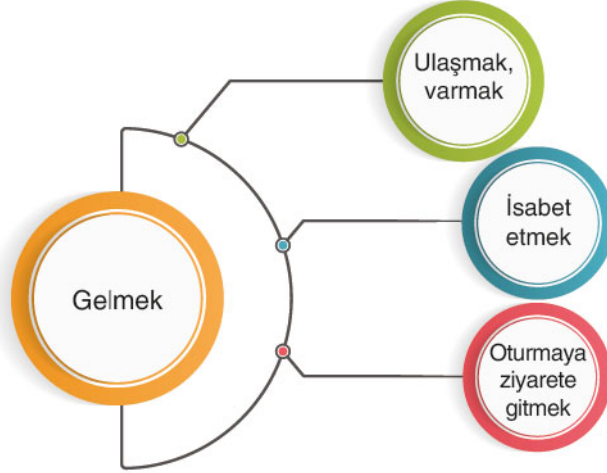 Ulaşmak,
varmak
İsabet
etmek
Gelmek
Oturmaya
ziyarete
gitmek